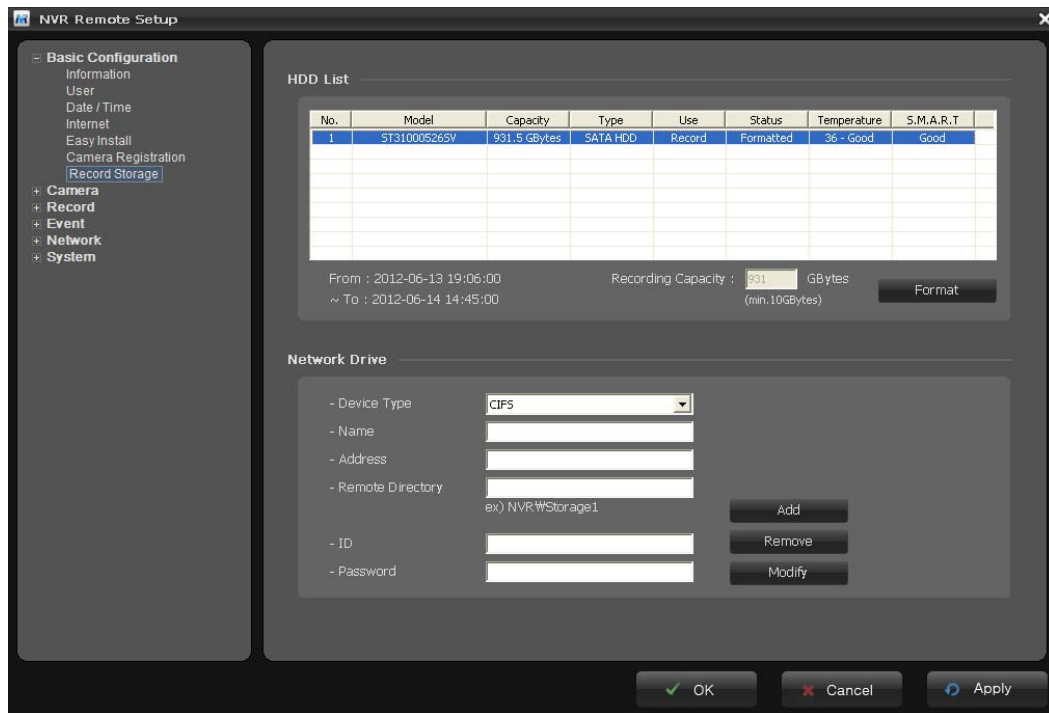 NVR Remote Setup
Basic Configuration
Information
User
Date / Time
Internet
Easy Install
Camera Registration
Record Storage
Camera
Record
Event
Network
System
HDD List
No. Model Capacity Type Use Status Temperature S.M.A.R.T
1 ST31000526SV 931.5 GBytes SATA HDD Record Formatted 36 - Good Good
From : 2012-06-13 19:06:00
~ To : 2012-06-14 14:45:00
Recording Capacity : 931 GBytes
(min.10GBytes)
Format
Network Drive
- Device Type CIFS
- Name
- Address
- Remote Directory
ex) NVR₩Storage1
Add
- ID
Remove
- Password
Modify
OK
Cancel
Apply